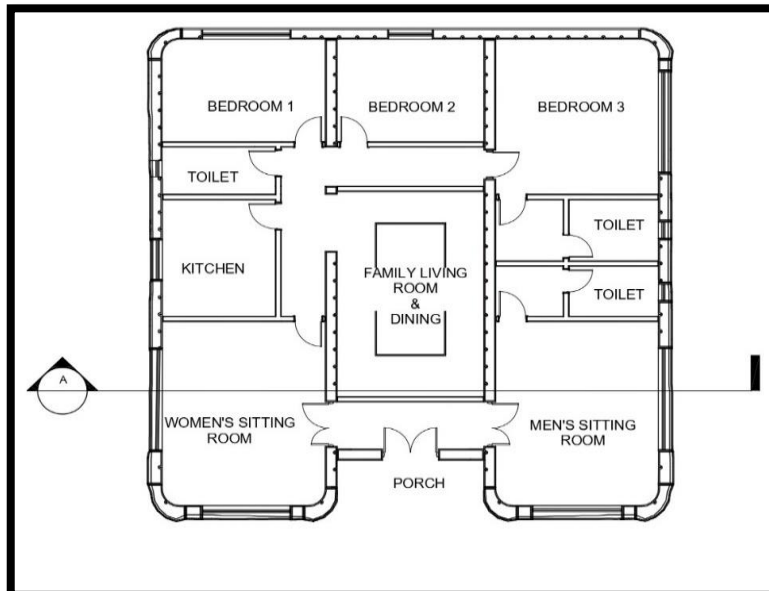 BEDROOM 1
BEDROOM 2
BEDROOM 3
TOILET
TOILET
KITCHEN
FAMILY LIVING
ROOM
&
DINING
TOILET
A
WOMEN'S SITTING
ROOM
MEN'S SITTING
ROOM
PORCH